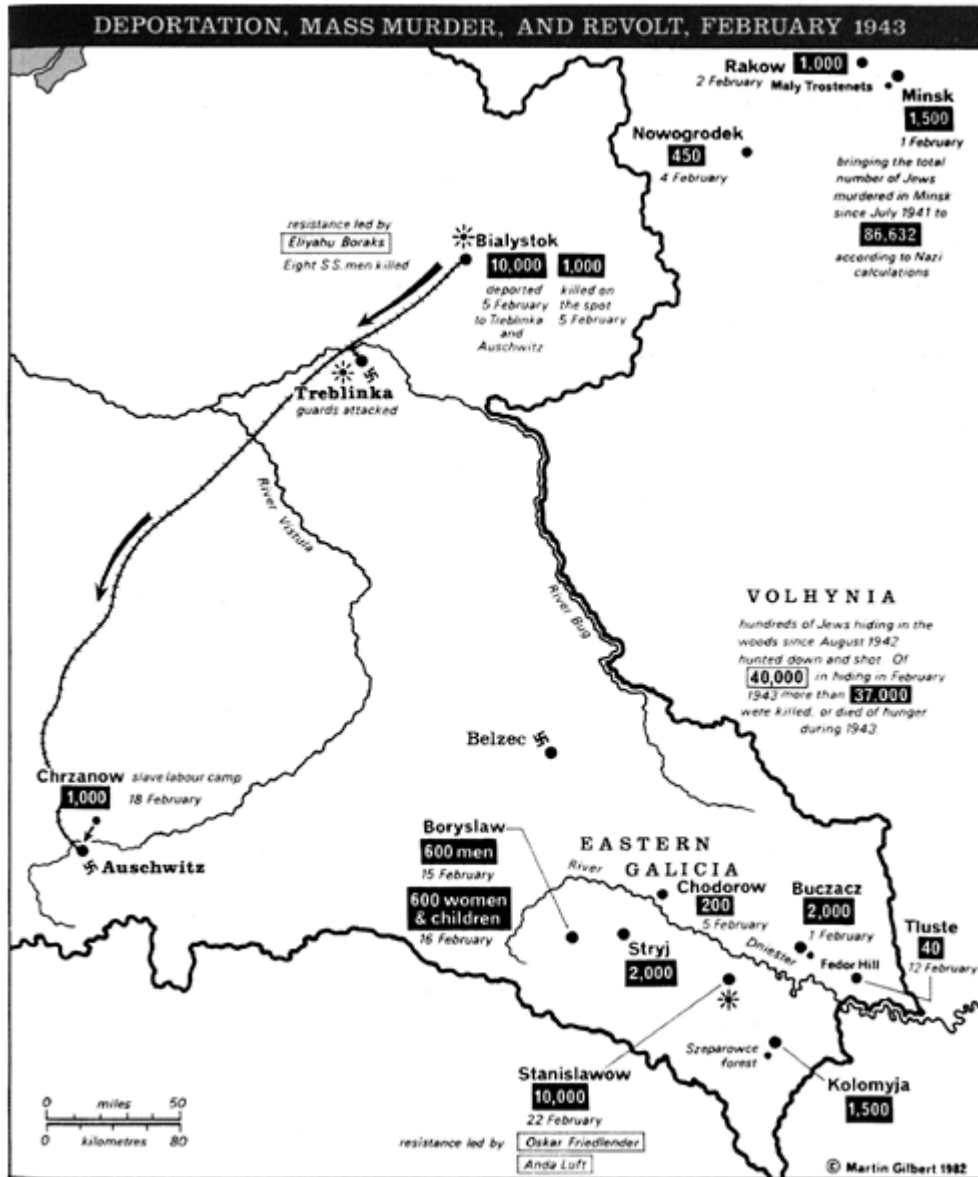 DEPORTATION, MASS MURDER, AND REVOLT, FEBRUARY 1943
Rakow 1.000
2 February
Maly Trostenets
Minsk
1,500
1 February
bringing the total
number of Jews
murdered in Minsk
since July 1941 to
86,632
according to Nazi
calculations
Nowogrodek
450
4 February
resistance led by
Eliyahu Boraks
Eight S.S. men killed
Bialystok
10,000
deported
5 February
to Treblinka
and
Auschwitz
1,000
killed on
the spot
5 February
Treblinka
guards attacked
River Vistula
River Bug
VOLHYNIA
hundreds of Jews hiding in the
woods since August 1942
hunted down and shot. Of
40,000 in hiding in February
1943 more than 37.000
were killed, or died of hunger
during 1943.
Belzec
Chrzanow slave labour camp
1,000 18 February
Auschwitz
Boryslaw
600 men
15 February
600 women
& children
16 February
EASTERN
GALICIA
River
Dniester
Chodorow
200
5 February
Buczacz
2,000
1 February
Fedor Hill
Tluste
40
12 February
Stryj
2,000
Stanislawow
10,000
22 February
resistance led by Oskar Friedlender
Anda Luft
Szeparowce
forest
Kolomyja
1,500
0 miles 50
0 kilometres 80
© Martin Gilbert 1982